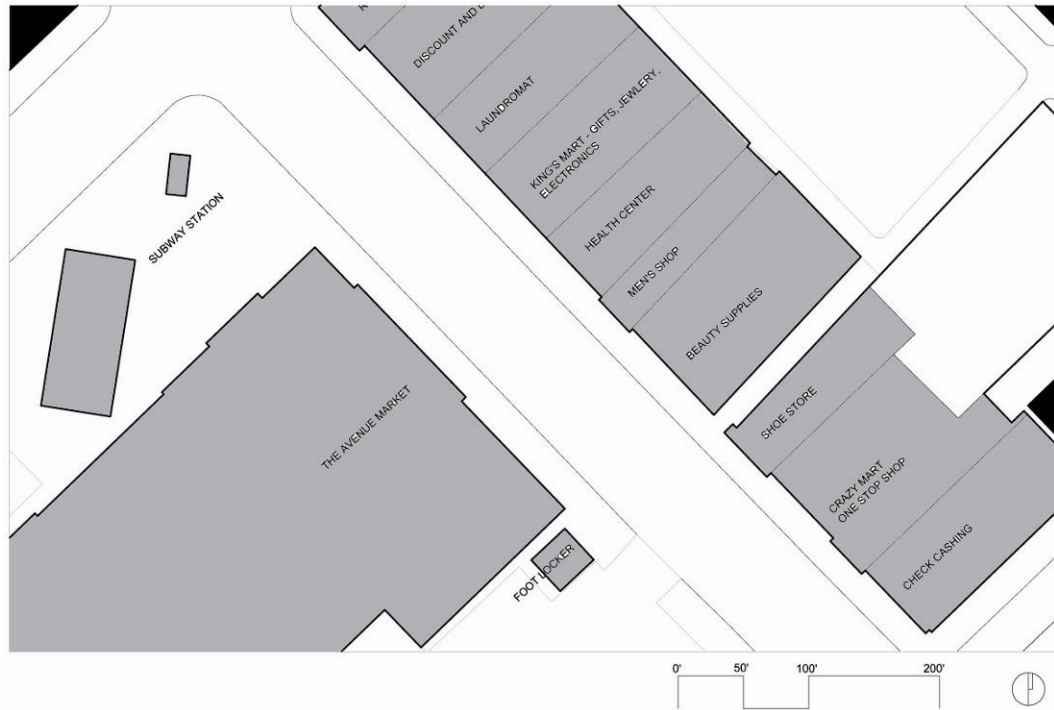 DISCOUNT AND
LAUNDROMAT
KING'S MART - GIFTS, JEWLERY,
ELECTRONICS
HEALTH CENTER
MEN'S SHOP
BEAUTY SUPPLIES
SUBWAY STATION
THE AVENUE MARKET
FOOT LOCKER
SHOE STORE
CRAZY MART
ONE STOP SHOP
CHECK CASHING
0' 50' 100' 200'